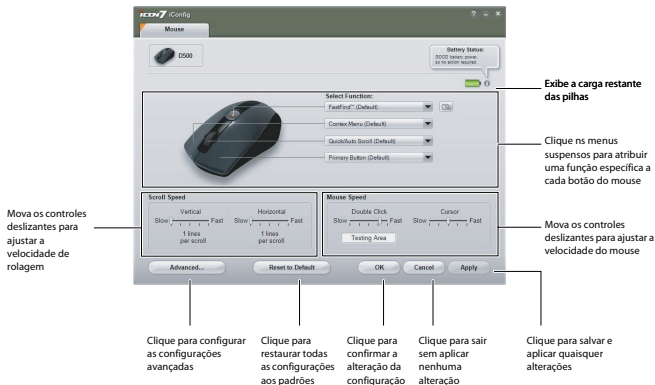 iCON7 iConfig
? – ×
Mouse
D500
Battery Status:
GOOD battery power,
so no action required.
Exibe a carga restante
das pilhas
Select Function:
FastFind™ (Default)
Contex Menu (Default)
Quick/Auto Scroll (Default)
Primary Button (Default)
Clique ns menus
suspensos para atribuir
uma função específica a
cada botão do mouse
Scroll Speed
Vertical
Slow Fast
1 lines
per scroll
Horizontal
Slow Fast
1 lines
per scroll
Mouse Speed
Double Click
Slow Fast
Testing Area
Cursor
Slow Fast
Mova os controles
deslizantes para
ajustar a
velocidade de
rolagem
Mova os controles
deslizantes para ajustar a
velocidade do mouse
Advanced...
Reset to Default
OK
Cancel
Apply
Clique para configurar
as configurações
avançadas
Clique para
restaurar todas
as configurações
aos padrões
Clique para
confirmar a
alteração da
configuração
Clique para sair
sem aplicar
nenhuma
alteração
Clique para salvar e
aplicar quaisquer
alterações